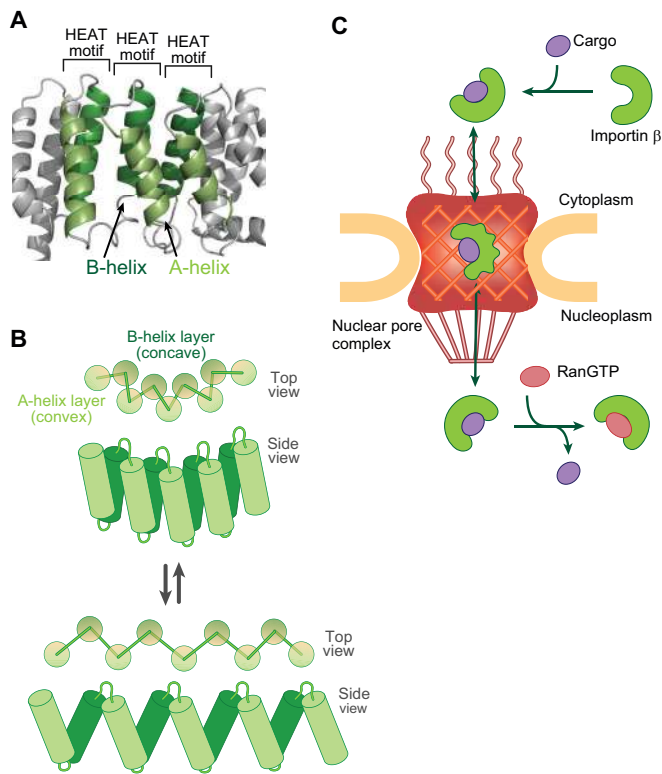 A
HEAT
motif
HEAT
motif
HEAT
motif
B-helix
A-helix
B
B-helix layer
(concave)
Top
view
A-helix layer
(convex)
Side
view
Top
view
Side
view
C
Cargo
Importin β
Cytoplasm
Nucleoplasm
Nuclear pore
complex
RanGTP